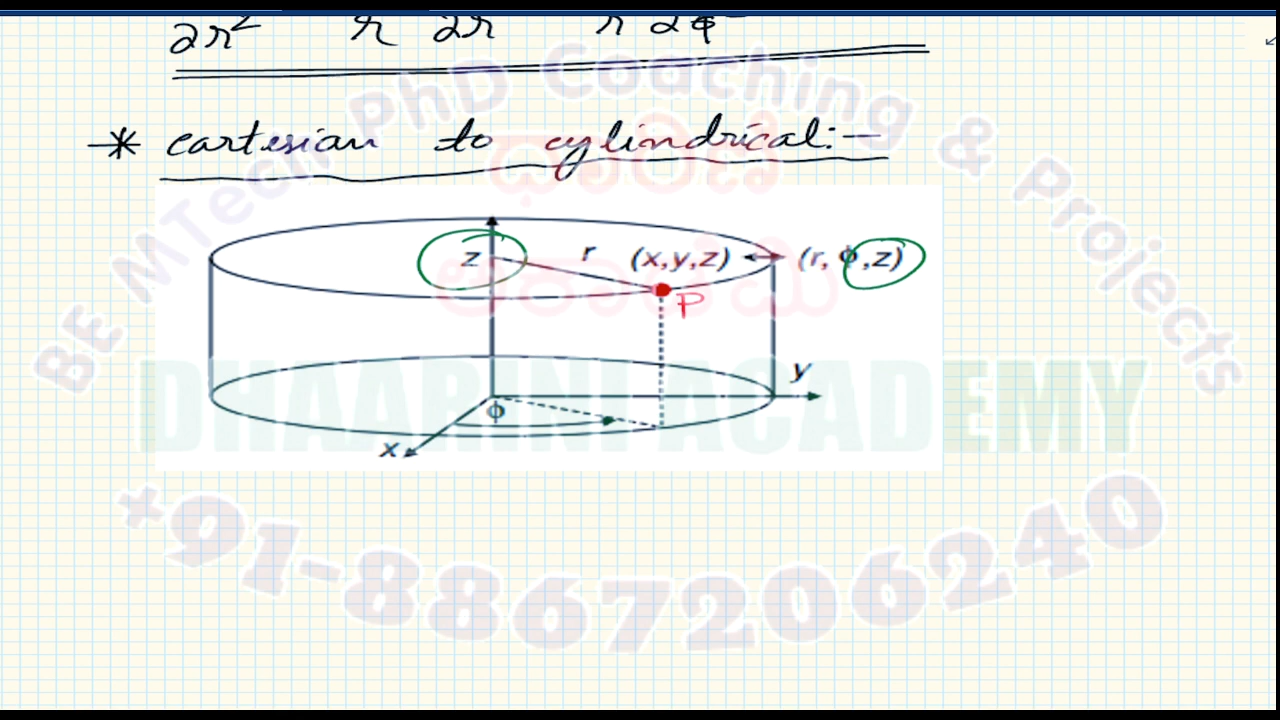 * cartesian to cylindrical:-
z r (x,y,z) ↔ (r, ϕ,z)
P
y
ϕ
x
BE MTech PhD Coaching & Projects
DHAARINI ACADEMY
+91-8867206240